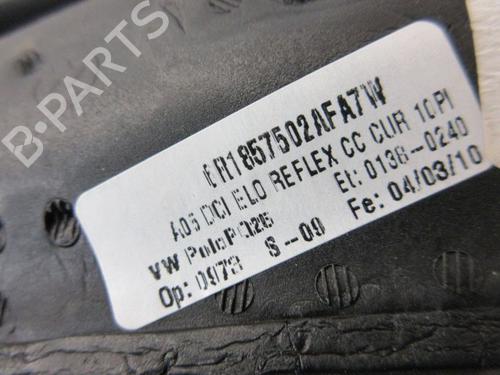 B-PARTS
6R1857502AFA7W
A05 DCI ELO REFLEX CC CUR 10PI
VW PoloPQ25 Et: 0136-0240
Op: 0973 S-09 Fe: 04/03/10